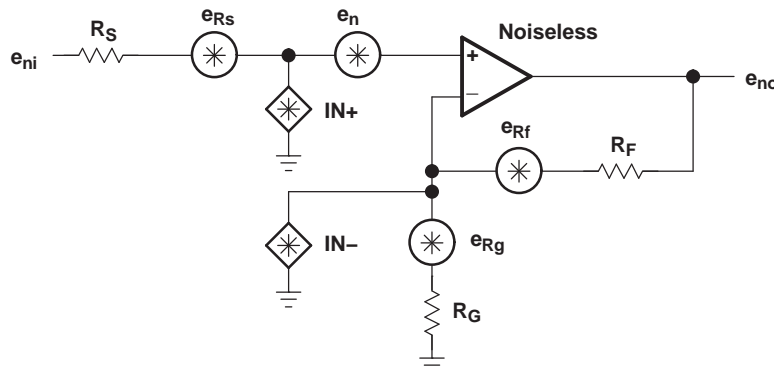 Noiseless
e_Rs
e_n
R_S
e_ni
+
e_no
IN+
−
e_Rf
R_F
IN−
e_Rg
R_G